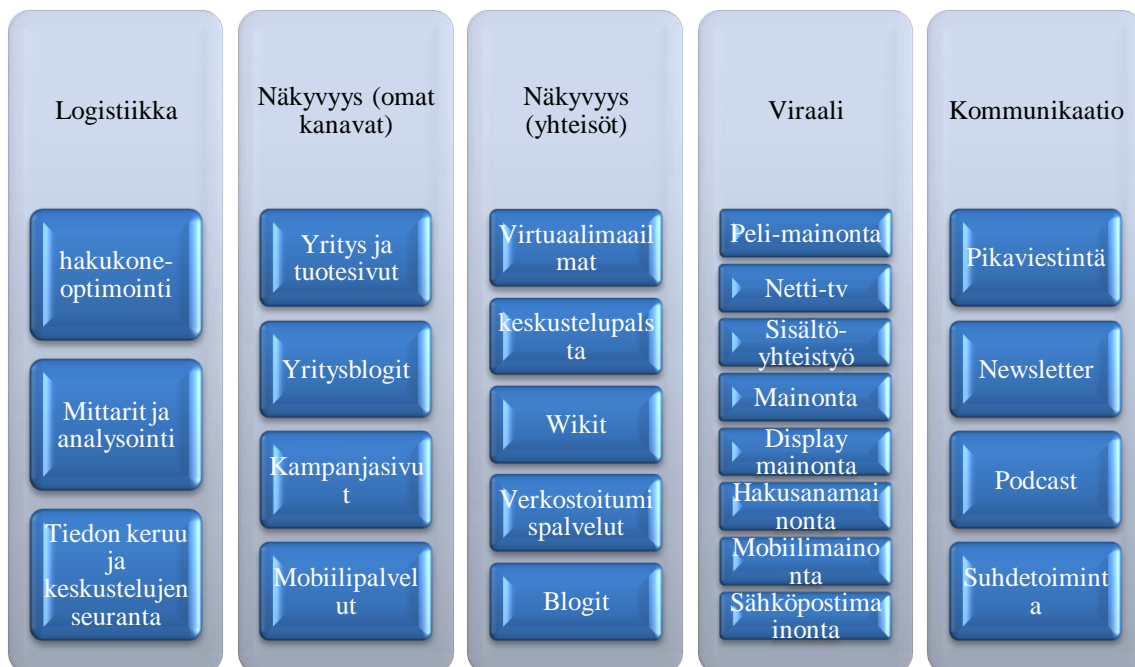 Logistiikka
hakukone-
optimointi
Mittarit ja
analysointi
Tiedon keruu
ja
keskustelujen
seuranta
Näkyvyys (omat
kanavat)
Yritys ja
tuotesivut
Yritysblogit
Kampanjasivu
t
Mobiilipalvel
ut
Näkyvyys
(yhteisöt)
Virtuaalimaail
mat
keskustelupals
ta
Wikit
Verkostoitumi
spalvelut
Blogit
Viraali
Peli-mainonta
Netti-tv
Sisältö-
yhteistyö
Mainonta
Display
mainonta
Hakusanamai
nonta
Mobiilimaino
nta
Sähköpostima
inonta
Kommunikaatio
Pikaviestintä
Newsletter
Podcast
Suhdetoimint
a